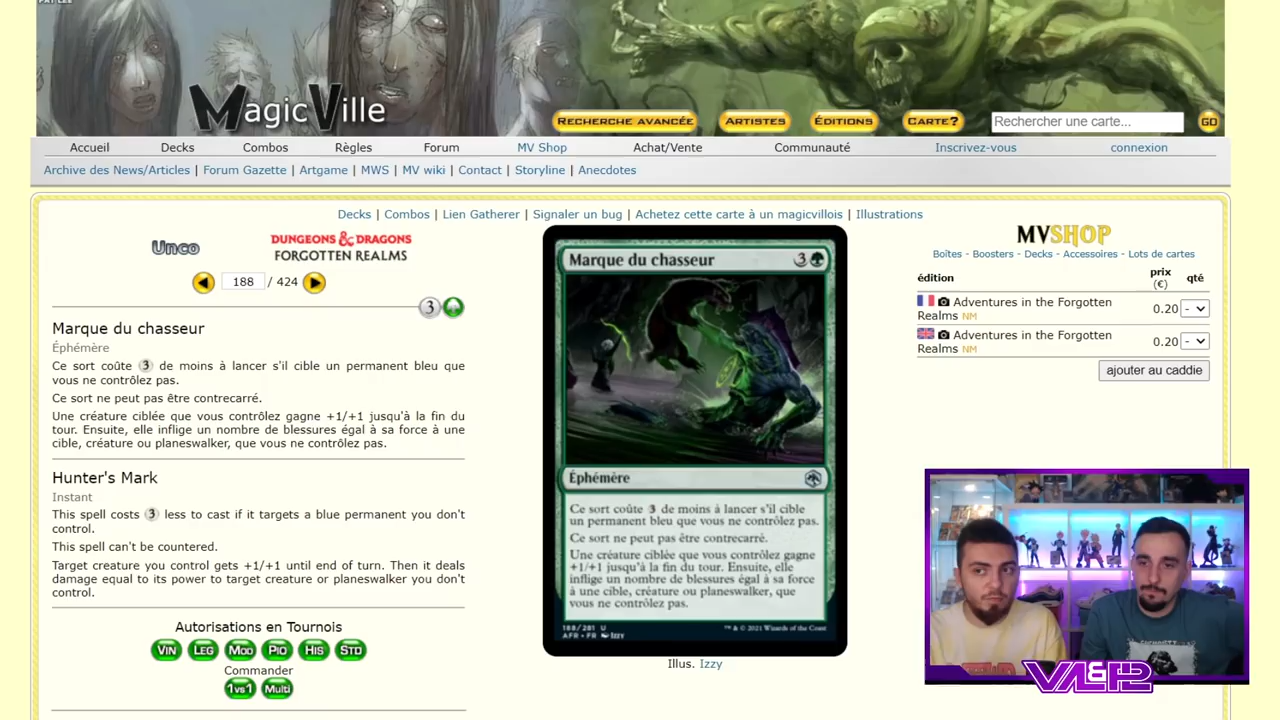 MagicVille
RECHERCHE AVANCÉE
ARTISTES
ÉDITIONS
CARTE?
Rechercher une carte...
GO
Accueil
Decks
Combos
Règles
Forum
MV Shop
Achat/Vente
Communauté
Inscrivez-vous
connexion
Archive des News/Articles | Forum Gazette | Artgame | MWS | MV wiki | Contact | Storyline | Anecdotes
Decks | Combos | Lien Gatherer | Signaler un bug | Achetez cette carte à un magicvillois | Illustrations
Unco
DUNGEONS & DRAGONS
FORGOTTEN REALMS
188 / 424
3
Marque du chasseur
Éphémère
Ce sort coûte 3 de moins à lancer s'il cible un permanent bleu que
vous ne contrôlez pas.
Ce sort ne peut pas être contrecarré.
Une créature ciblée que vous contrôlez gagne +1/+1 jusqu'à la fin du
tour. Ensuite, elle inflige un nombre de blessures égal à sa force à une
cible, créature ou planeswalker, que vous ne contrôlez pas.
Hunter's Mark
Instant
This spell costs 3 less to cast if it targets a blue permanent you don't
control.
This spell can't be countered.
Target creature you control gets +1/+1 until end of turn. Then it deals
damage equal to its power to target creature or planeswalker you don't
control.
Autorisations en Tournois
VIN LEG MOD PIO HIS STD
Commander
1vs1 Multi
Marque du chasseur 3
Éphémère
Ce sort coûte 3 de moins à lancer s'il cible
un permanent bleu que vous ne contrôlez pas.
Ce sort ne peut pas être contrecarré.
Une créature ciblée que vous contrôlez gagne
+1/+1 jusqu'à la fin du tour. Ensuite, elle
inflige un nombre de blessures égal à sa force
à une cible, créature ou planeswalker, que
vous ne contrôlez pas.
188/281 U
AFR • FR Izzy
™ & © 2021 Wizards of the Coast
Illus. Izzy
MVSHOP
Boîtes - Boosters - Decks - Accessoires - Lots de cartes
édition prix (€) qté
Adventures in the Forgotten
Realms NM 0.20 -
Adventures in the Forgotten
Realms NM 0.20 -
ajouter au caddie